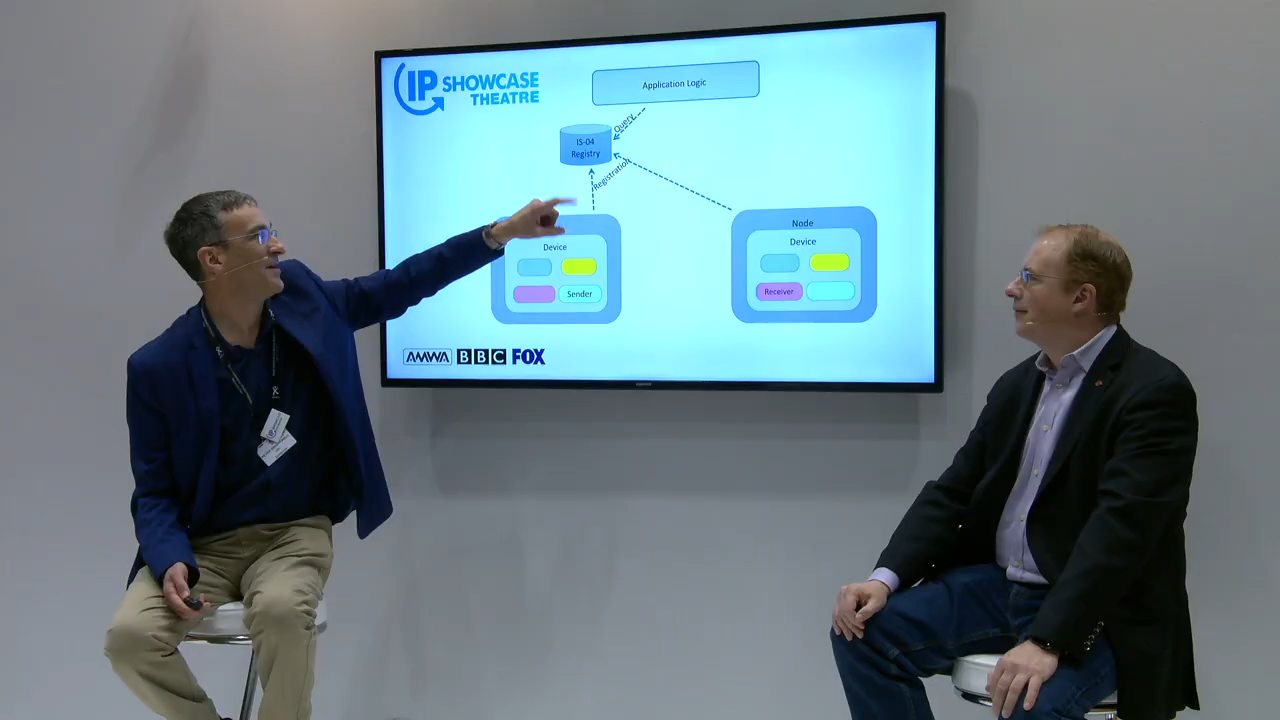 IP SHOWCASE
THEATRE
Application Logic
Query
IS-04
Registry
Registration
Node
Device
Device
Sender
Receiver
AMWA BBC FOX